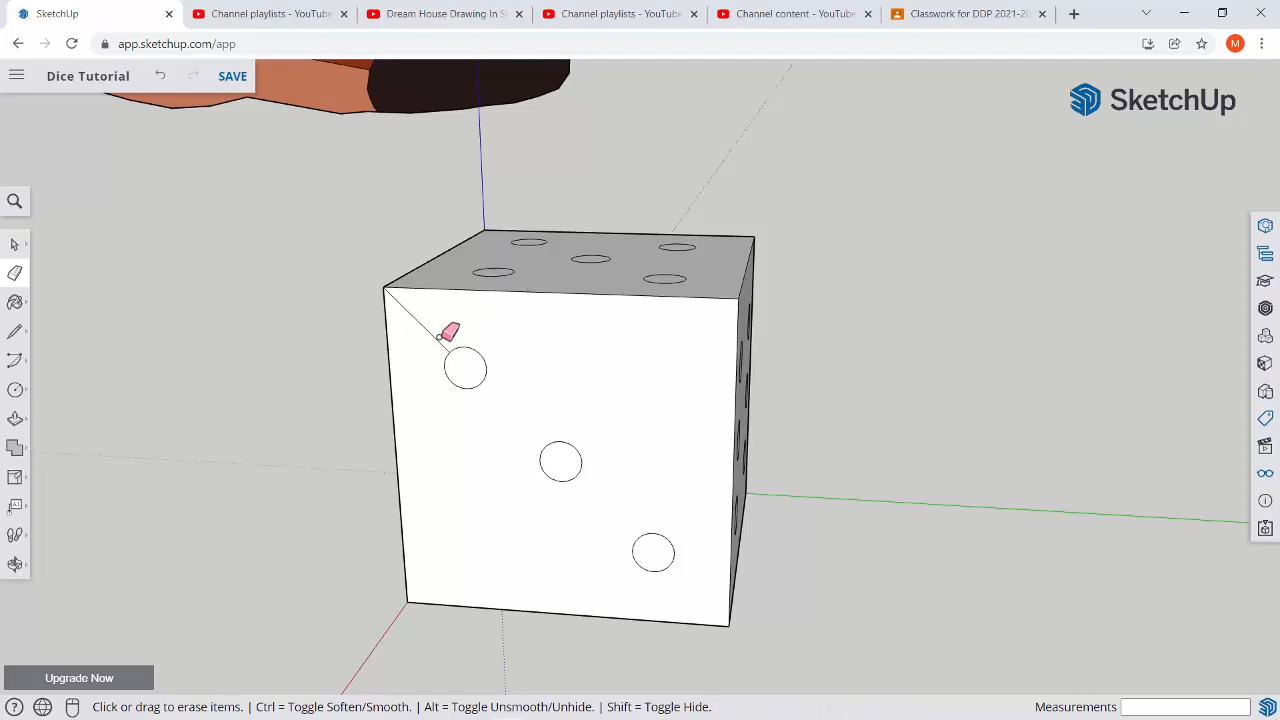 SketchUp
Channel playlists - YouTube
Dream House Drawing In S
Channel playlists - YouTube
Channel content - YouTube
Classwork for DDP 2021-20
app.sketchup.com/app
M
Dice Tutorial
SAVE
SketchUp
Upgrade Now
Click or drag to erase items. | Ctrl = Toggle Soften/Smooth. | Alt = Toggle Unsmooth/Unhide. | Shift = Toggle Hide.
Measurements